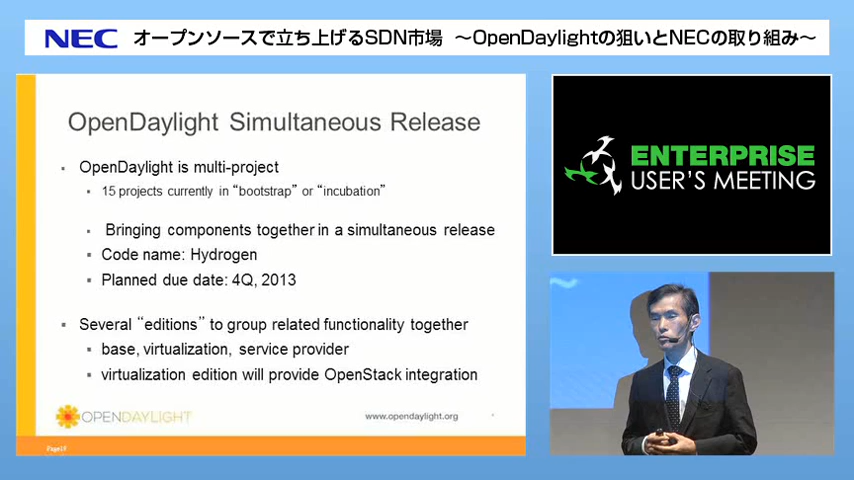 NEC オープンソースで立ち上げるSDN市場 ～OpenDaylightの狙いとNECの取り組み～
OpenDaylight Simultaneous Release
OpenDaylight is multi-project
15 projects currently in “bootstrap” or “incubation”
Bringing components together in a simultaneous release
Code name: Hydrogen
Planned due date: 4Q, 2013
Several “editions” to group related functionality together
base, virtualization, service provider
virtualization edition will provide OpenStack integration
OPENDAYLIGHT
www.opendaylight.org
ENTERPRISE
USER'S MEETING